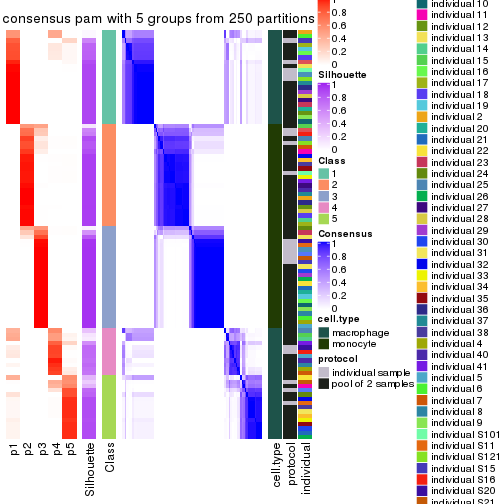 consensus pam with 5 groups from 250 partitions
p1
p2
p3
p4
p5
Silhouette
Class
cell.type
protocol
individual
0.8
0.6
0.4
0.2
0
Silhouette
1
0.8
0.6
0.4
0.2
0
Class
1
2
3
4
5
Consensus
1
0.8
0.6
0.4
0.2
0
cell.type
macrophage
monocyte
protocol
individual sample
pool of 2 samples
individual 10
individual 11
individual 12
individual 13
individual 14
individual 15
individual 16
individual 17
individual 18
individual 19
individual 2
individual 20
individual 21
individual 22
individual 23
individual 24
individual 25
individual 26
individual 27
individual 28
individual 29
individual 30
individual 31
individual 32
individual 33
individual 34
individual 35
individual 36
individual 37
individual 38
individual 4
individual 40
individual 41
individual 5
individual 6
individual 7
individual 8
individual 9
individual S101
individual S11
individual S121
individual S15
individual S16
individual S20
individual S21